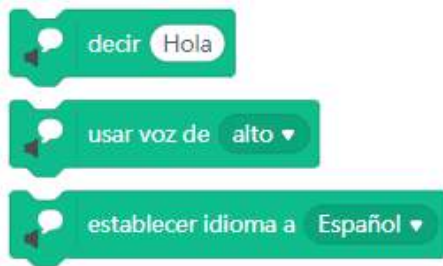 decir Hola
usar voz de alto
establecer idioma a Español